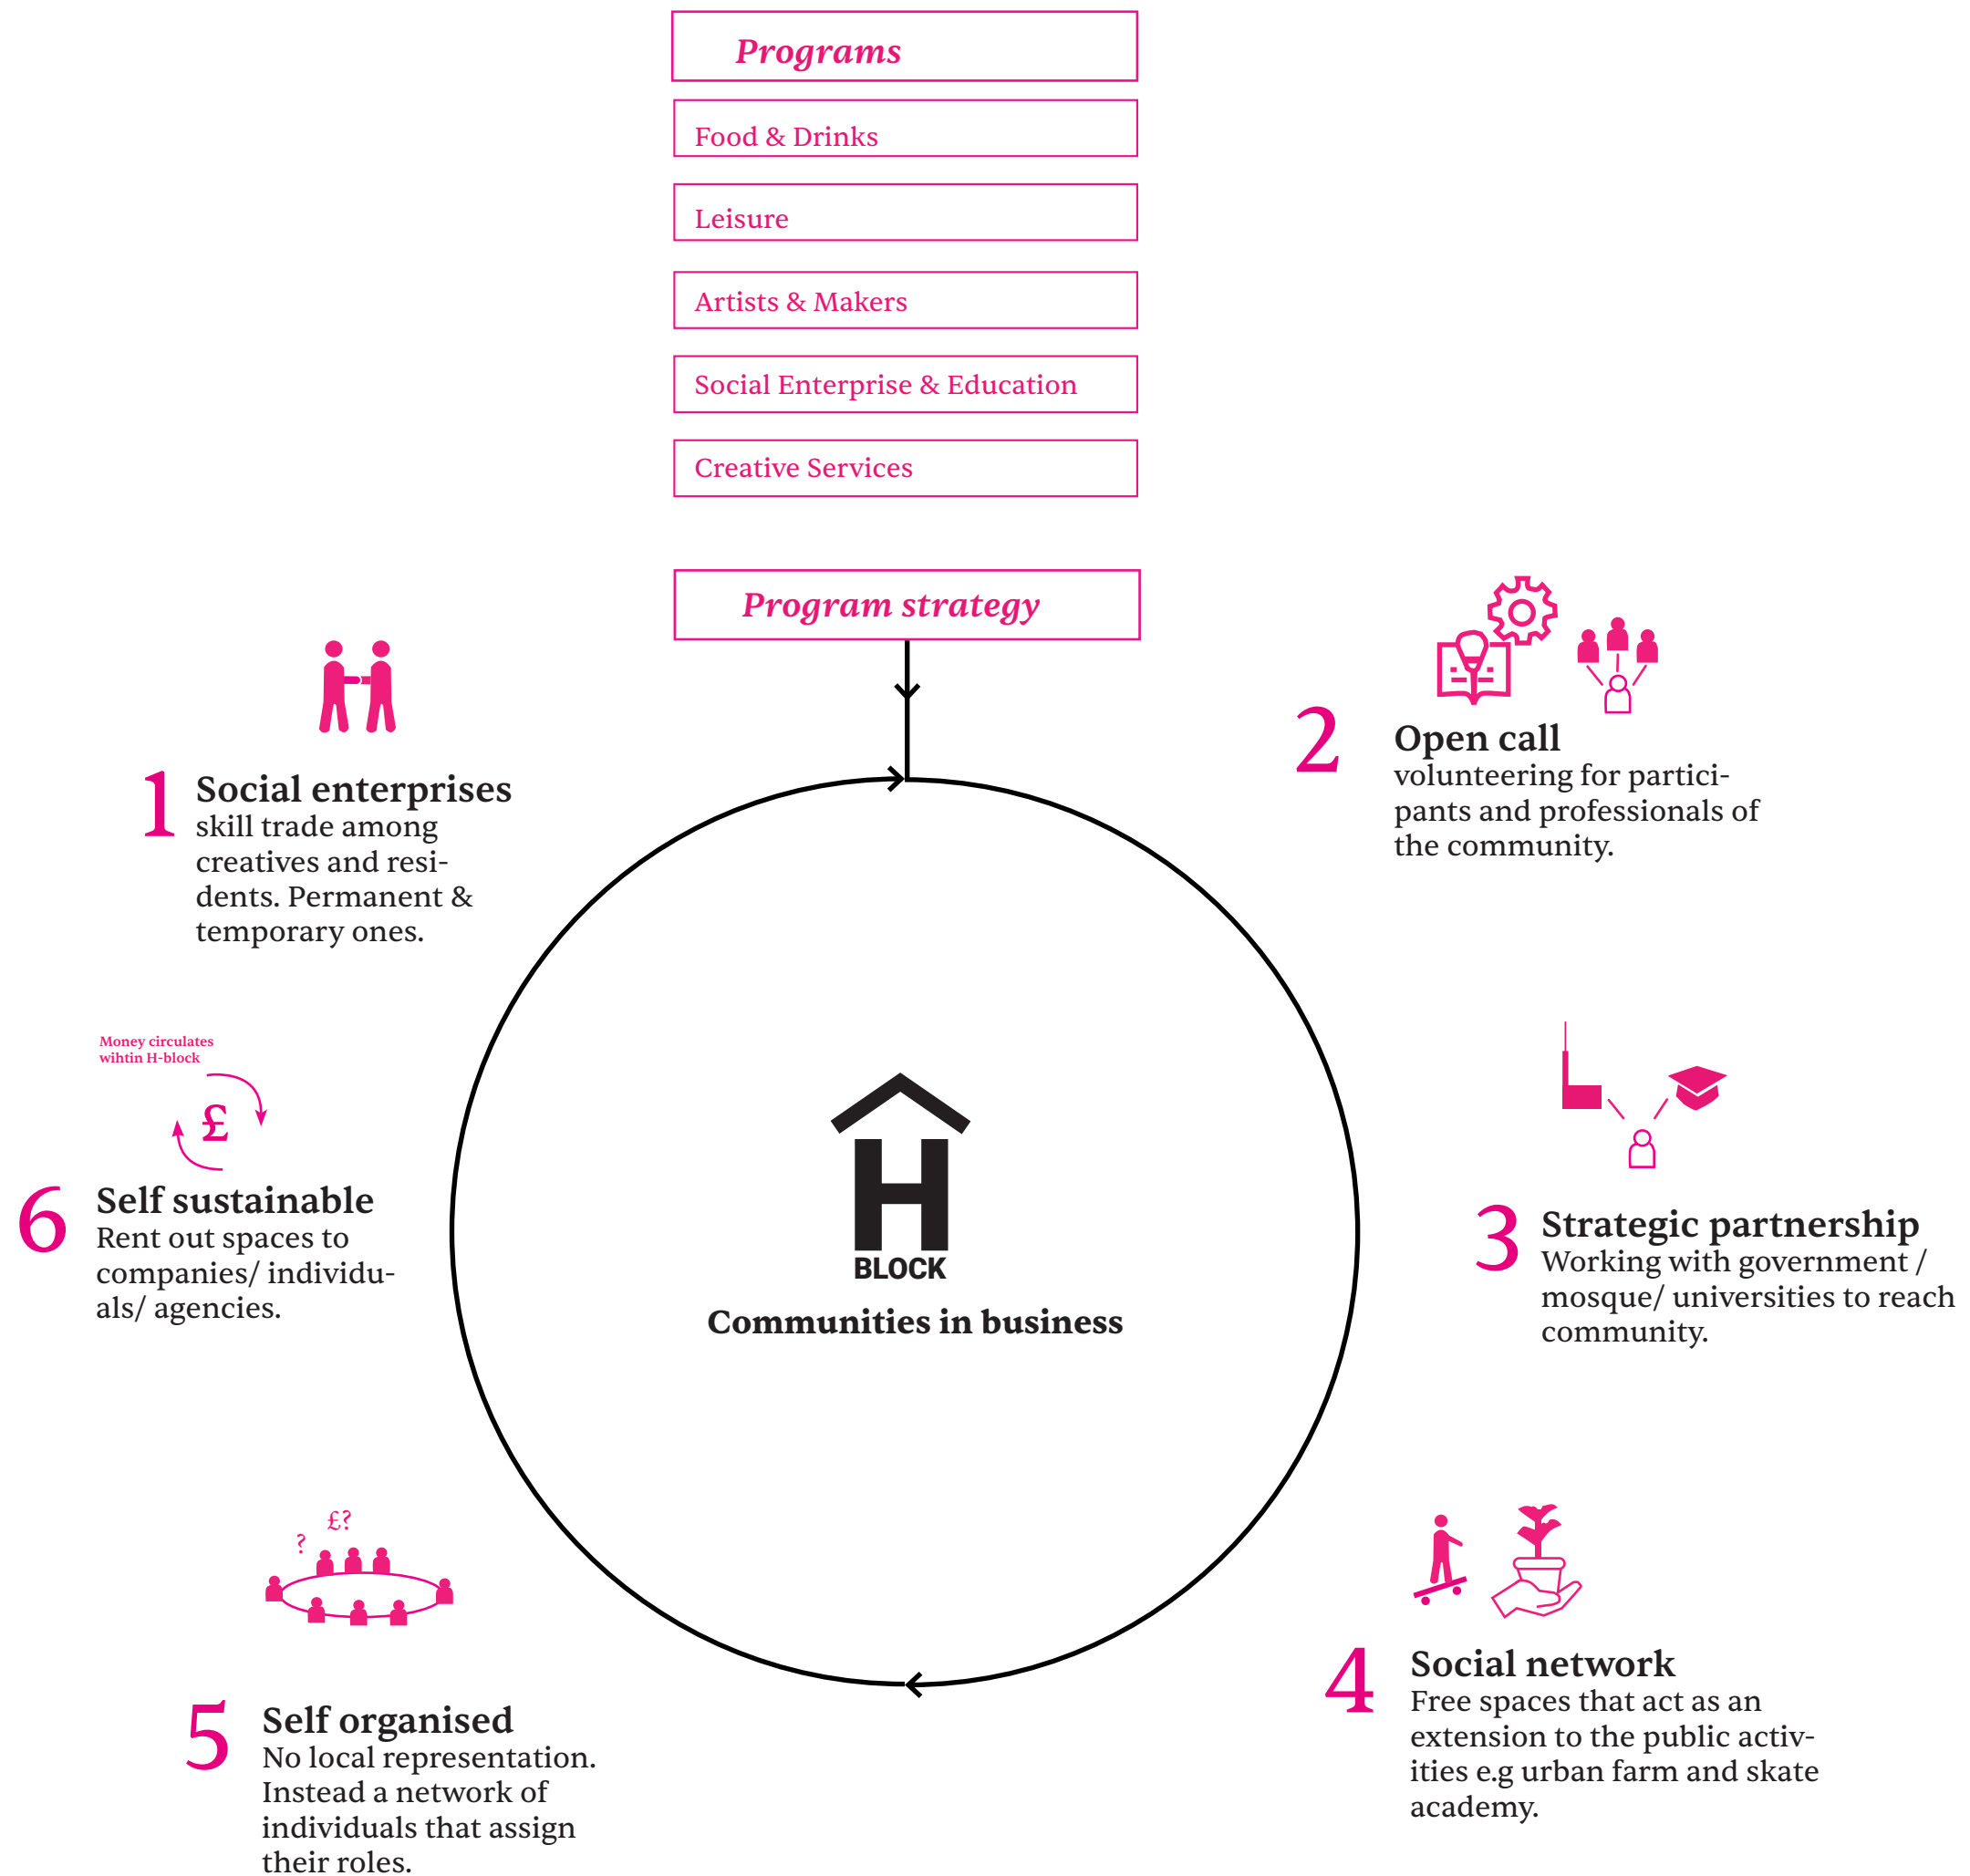 Programs
Food & Drinks
Leisure
Artists & Makers
Social Enterprise & Education
Creative Services
Program strategy
1
Social enterprises
skill trade among
creatives and resi-
dents. Permanent &
temporary ones.
2
Open call
volunteering for partici-
pants and professionals of
the community.
3
Strategic partnership
Working with government /
mosque/ universities to reach
community.
4
Social network
Free spaces that act as an
extension to the public activ-
ities e.g urban farm and skate
academy.
?
£?
5
Self organised
No local representation.
Instead a network of
individuals that assign
their roles.
Money circulates
wihtin H-block
£
6
Self sustainable
Rent out spaces to
companies/ individu-
als/ agencies.
H
BLOCK
Communities in business